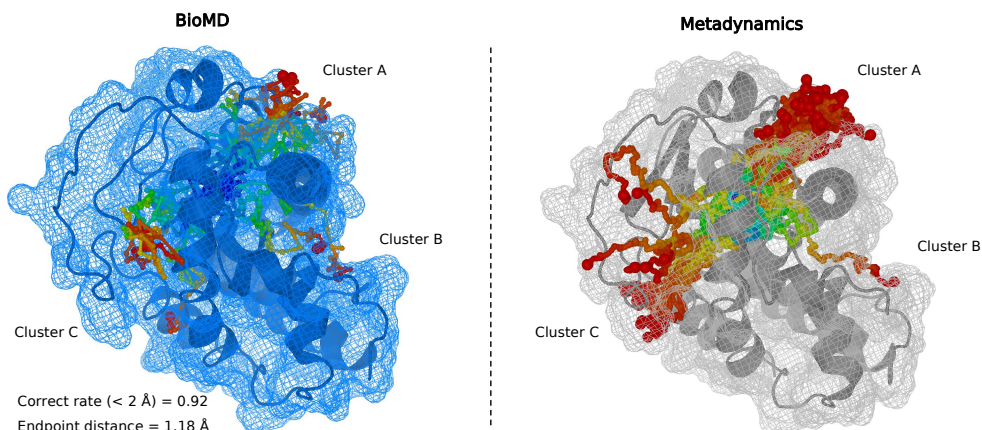 BioMD
Metadynamics
Cluster A
Cluster B
Cluster C
Correct rate (< 2 Å) = 0.92
Endpoint distance = 1.18 Å
Cluster A
Cluster B
Cluster C